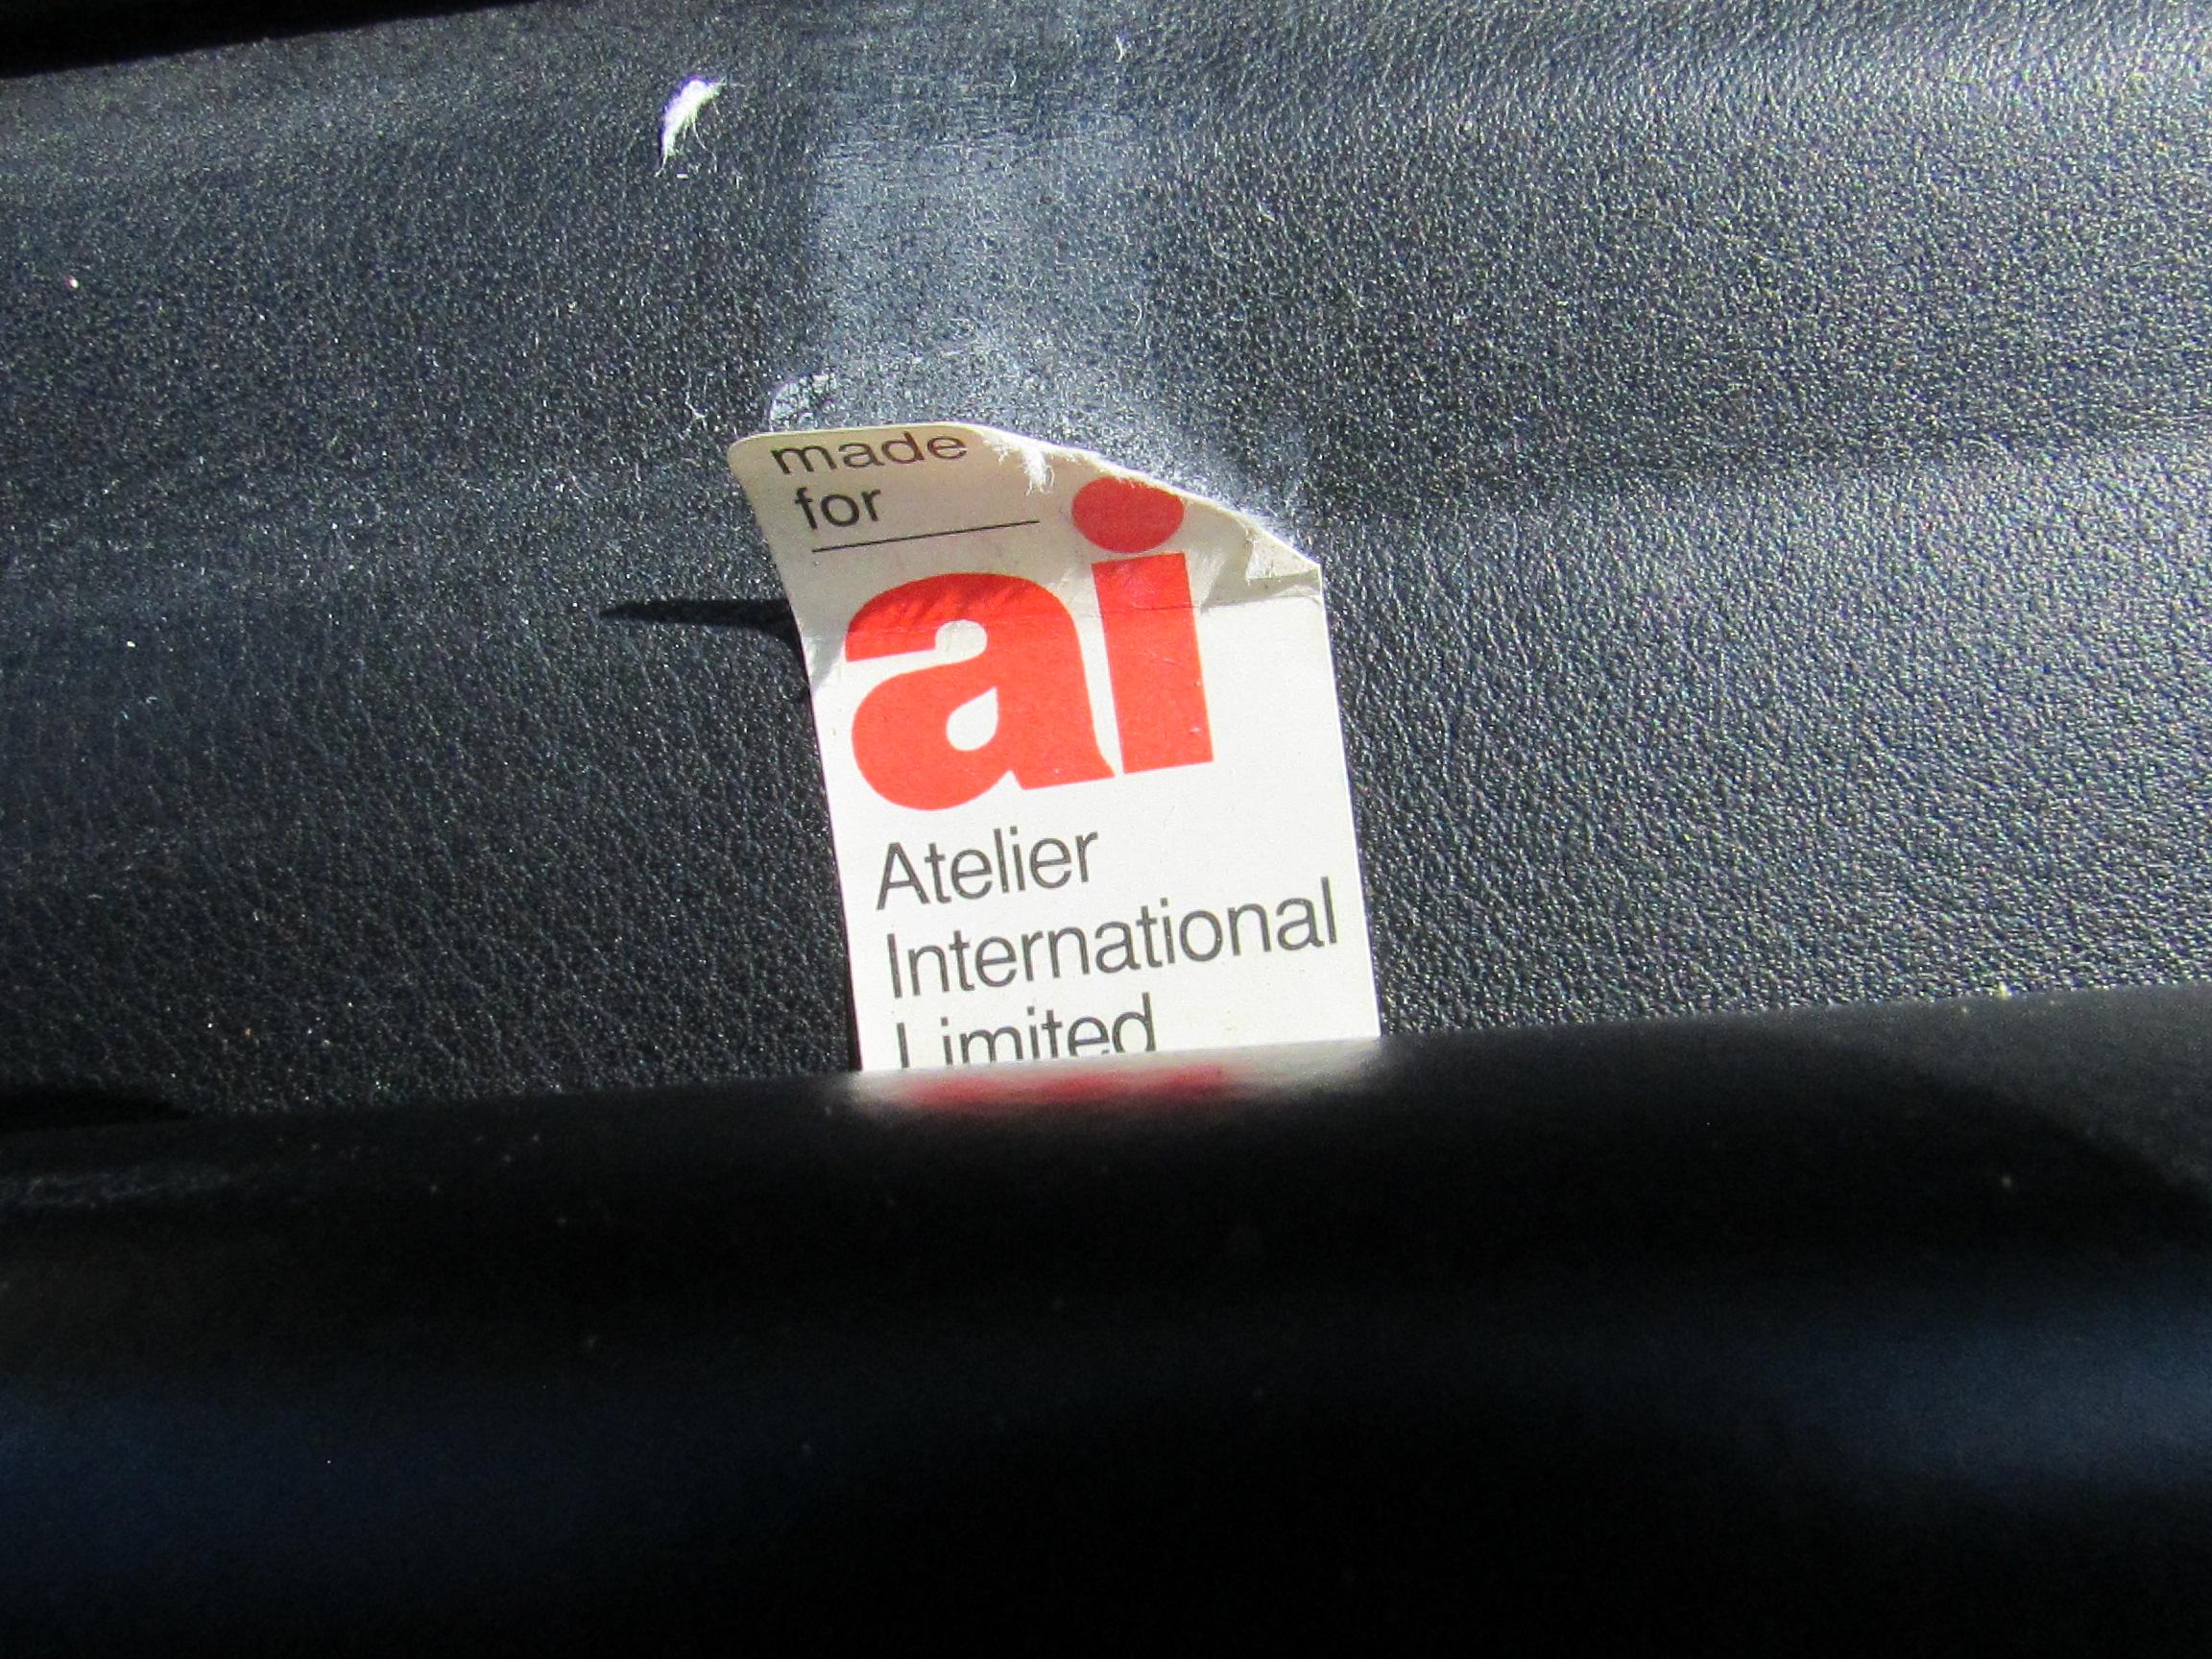 made
for
ai
Atelier
International
Limited